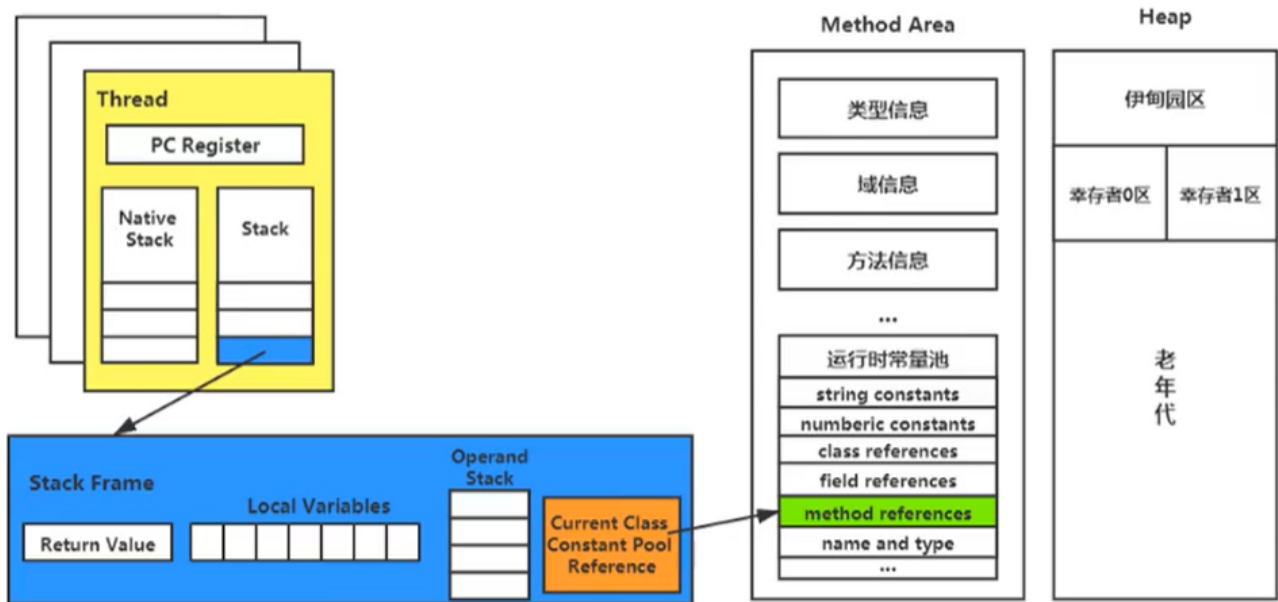 Thread
PC Register
Native
Stack
Stack
Stack Frame
Return Value
Local Variables
Operand
Stack
Current Class
Constant Pool
Reference
Method Area
类型信息
域信息
方法信息
...
运行时常量池
string constants
numberic constants
class references
field references
method references
name and type
...
Heap
伊甸园区
幸存者0区
幸存者1区
老
年
代